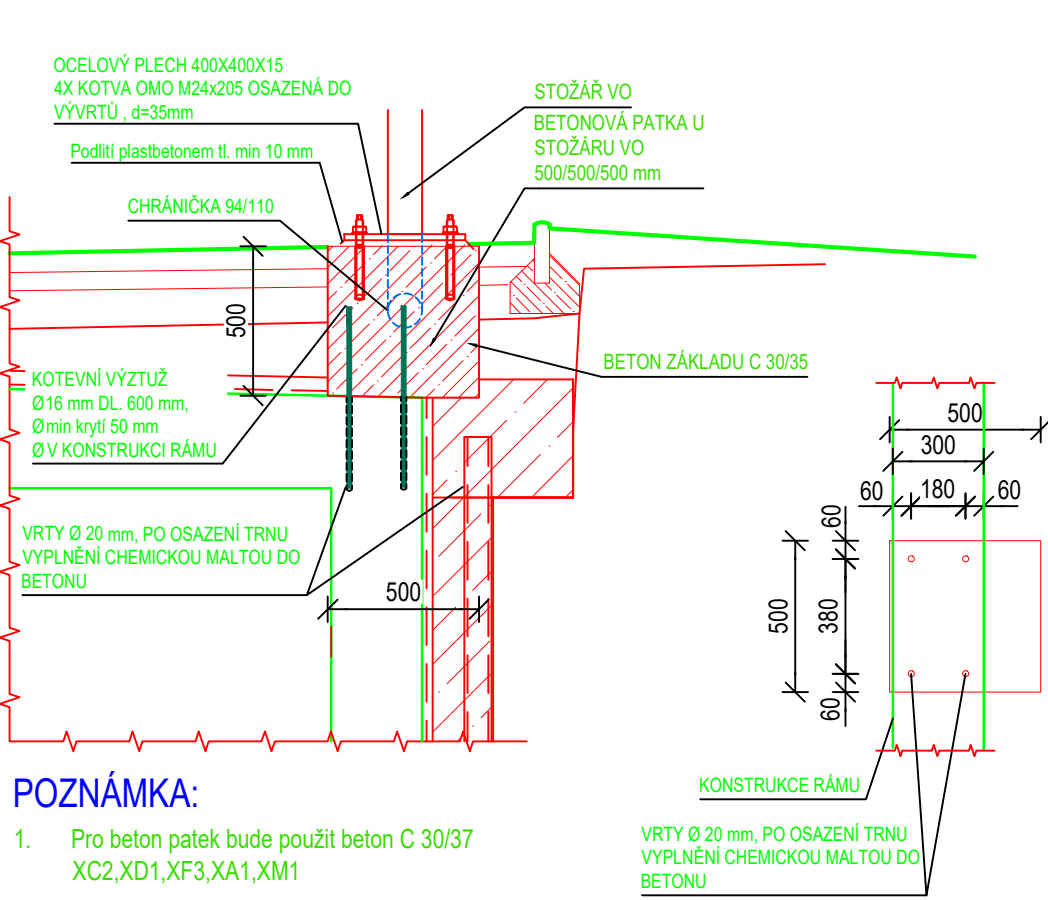 OCELOVÝ PLECH 400X400X15
4X KOTVA OMO M24x205 OSAZENÁ DO
VÝVRTŮ , d=35mm
Podlití plastbetonem tl. min 10 mm
CHRÁNIČKA 94/110
STOŽÁŘ VO
BETONOVÁ PATKA U
STOŽÁRU VO
500/500/500 mm
500
BETON ZÁKLADU C 30/35
KOTEVNÍ VÝZTUŽ
Ø16 mm DL. 600 mm,
Ømin krytí 50 mm
ØV KONSTRUKCI RÁMU
VRTY Ø 20 mm, PO OSAZENÍ TRNU
VYPLNĚNÍ CHEMICKOU MALTOU DO
BETONU
500
500
300
60
180
60
60
500
380
60
KONSTRUKCE RÁMU
VRTY Ø 20 mm, PO OSAZENÍ TRNU
VYPLNĚNÍ CHEMICKOU MALTOU DO
BETONU
POZNÁMKA:
1. Pro beton patek bude použit beton C 30/37
XC2,XD1,XF3,XA1,XM1